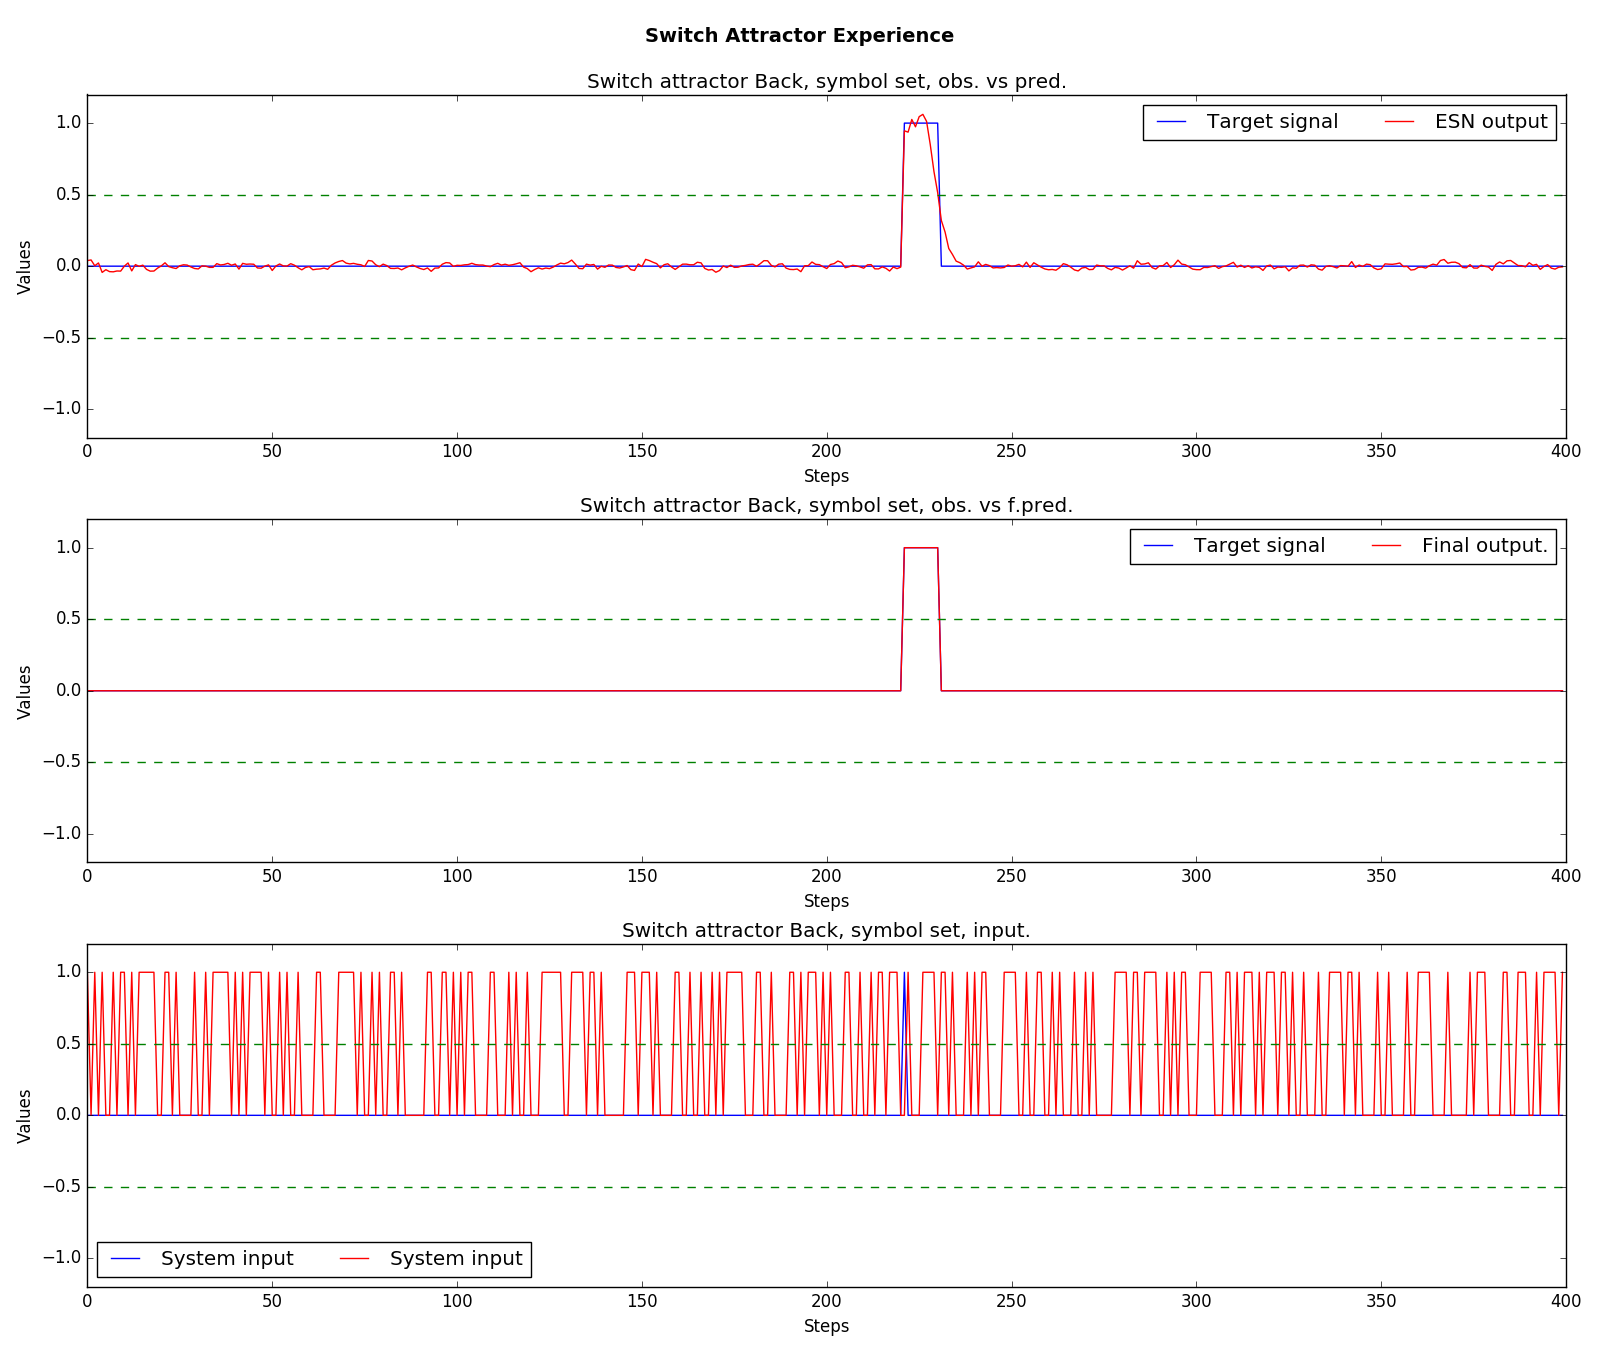 Switch Attractor Experience
Switch attractor Back, symbol set, obs. vs pred.
Target signal ESN output
1.0
0.5
0.0
−0.5
−1.0
Values
0 50 100 150 200 250 300 350 400
Steps
Switch attractor Back, symbol set, obs. vs f.pred.
Target signal Final output.
1.0
0.5
0.0
−0.5
−1.0
Values
0 50 100 150 200 250 300 350 400
Steps
Switch attractor Back, symbol set, input.
1.0
0.5
0.0
−0.5
−1.0
Values
System input System input
0 50 100 150 200 250 300 350 400
Steps